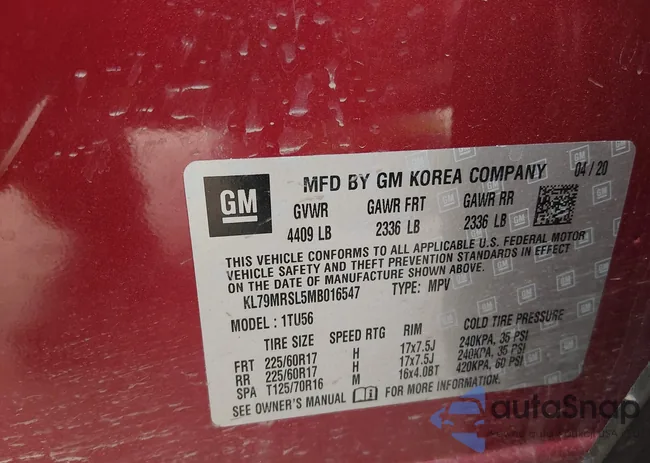 GM
MFD BY GM KOREA COMPANY 04/20
GVWR GAWR FRT GAWR RR
4409 LB 2336 LB 2336 LB
THIS VEHICLE CONFORMS TO ALL APPLICABLE U.S. FEDERAL MOTOR
VEHICLE SAFETY AND THEFT PREVENTION STANDARDS IN EFFECT
ON THE DATE OF MANUFACTURE SHOWN ABOVE.
KL79MRSL5MB016547 TYPE: MPV
MODEL : 1TU56
TIRE SIZE SPEED RTG RIM COLD TIRE PRESSURE
FRT 225/60R17 H 17x7.5J 240KPA, 35 PSI
RR 225/60R17 H 17x7.5J 240KPA, 35 PSI
SPA T125/70R16 M 16x4.0BT 420KPA, 60 PSI
SEE OWNER'S MANUAL FOR MORE INFORMATION.
autoSnap